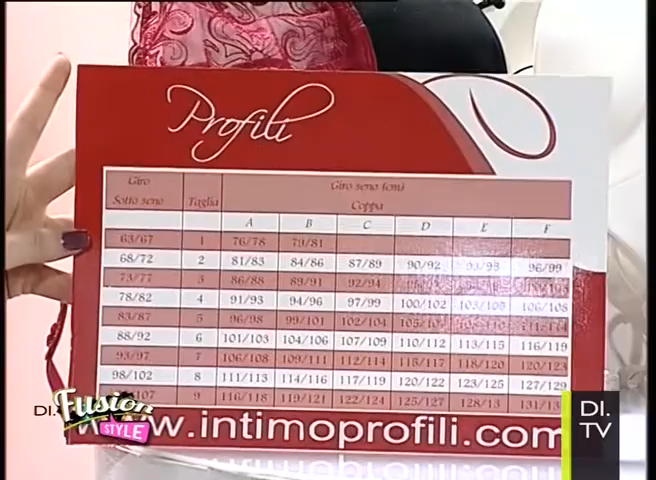 Profili
Giro Sotto seno Taglia Giro seno forni Coppa
A B C D E F
63/67 1 76/78 79/81
68/72 2 81/83 84/86 87/89 90/92 93/95 96/99
73/77 3 86/88 89/91 92/94
78/82 4 91/93 94/96 97/99 100/102 103/105 106/108
83/87 5 96/98 99/101 102/104 105/107
88/92 6 101/103 104/106 107/109 110/112 113/115 116/119
93/97 7 106/108 109/111 112/114 115/117 118/120 120/123
98/102 8 111/113 114/116 117/119 120/122 123/125 127/129
9 116/118 119/121 122/124 125/127
www.intimoprofili.com
DI.
Fusion
STYLE
DI.
TV